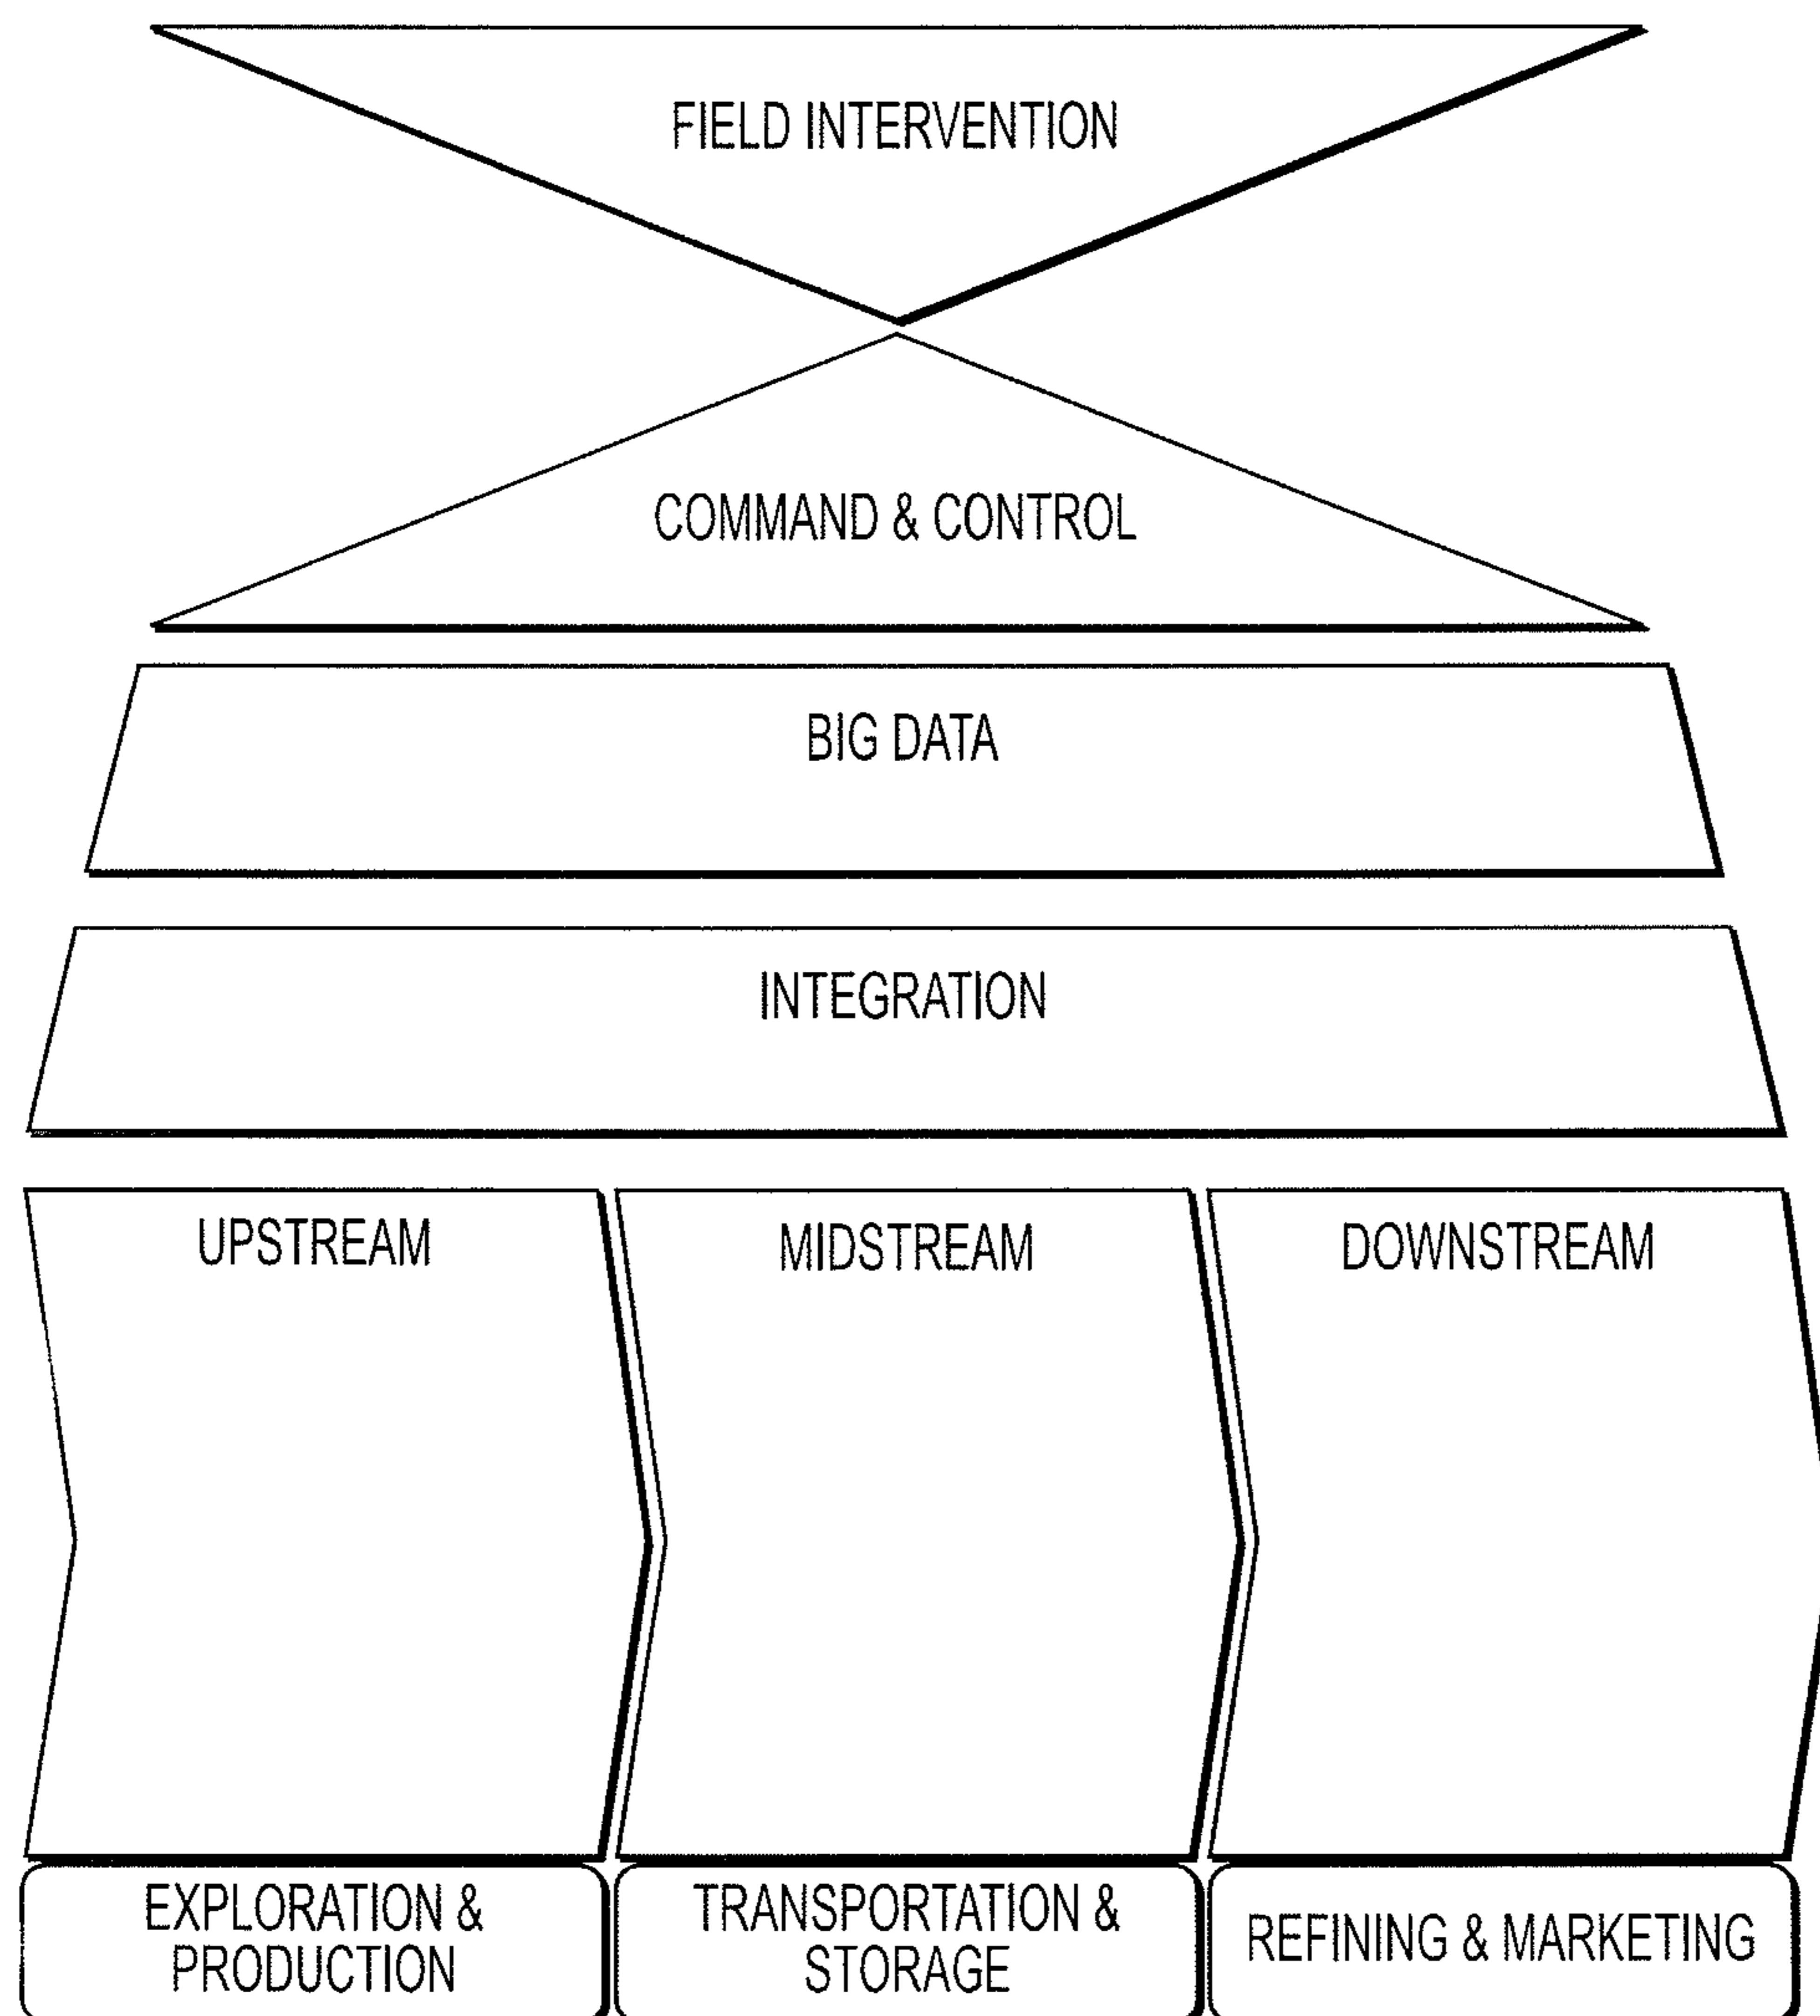 FIELD INTERVENTION
COMMAND & CONTROL
BIG DATA
INTEGRATION
UPSTREAM
MIDSTREAM
DOWNSTREAM
EXPLORATION &
PRODUCTION
TRANSPORTATION &
STORAGE
REFINING & MARKETING